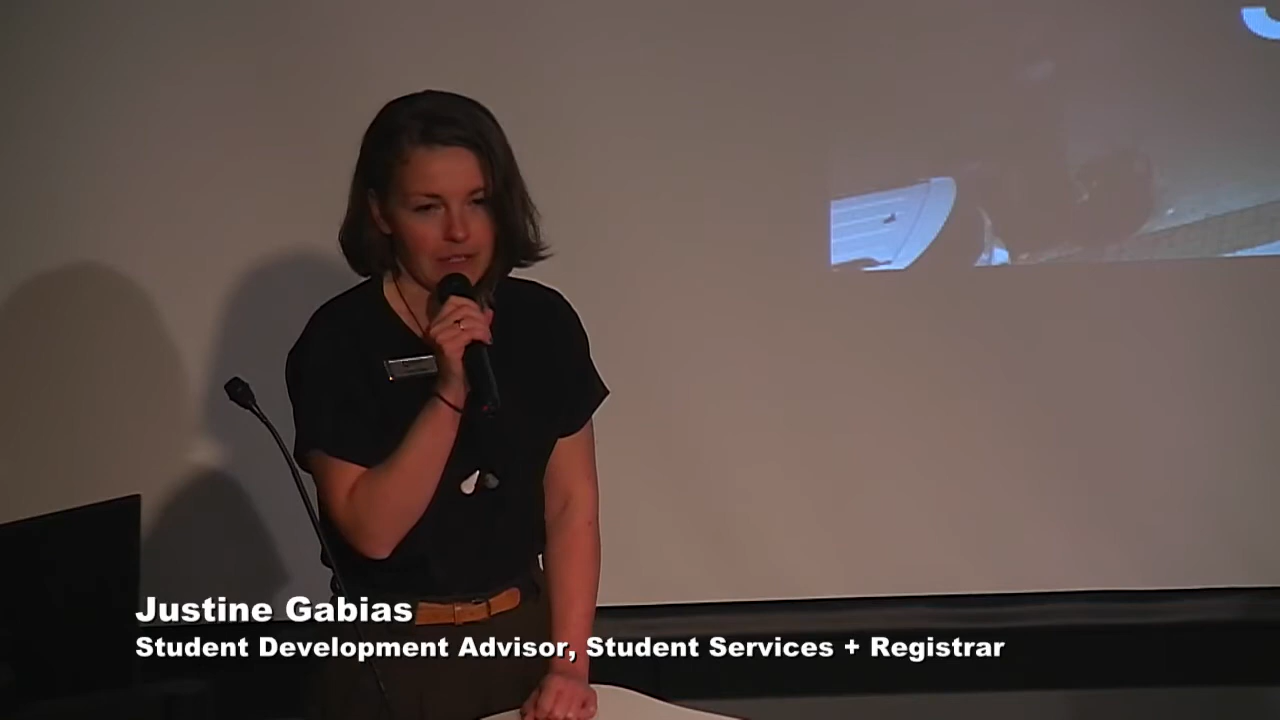 Justine Gabias
Student Development Advisor, Student Services + Registrar